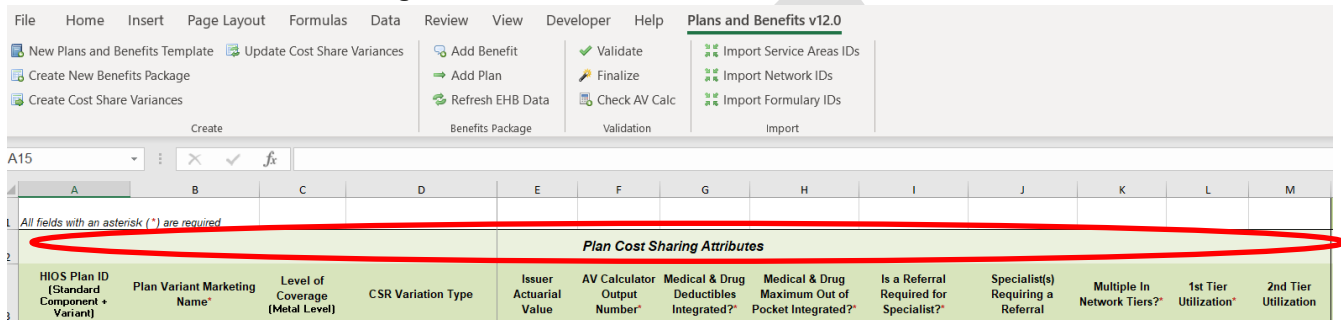 File Home Insert Page Layout Formulas Data Review View Developer Help Plans and Benefits v12.0
New Plans and Benefits Template Update Cost Share Variances Add Benefit Validate Import Service Areas IDs
Create New Benefits Package Add Plan Finalize Import Network IDs
Create Cost Share Variances Refresh EHB Data Check AV Calc Import Formulary IDs
Create Benefits Package Validation Import
A15 fx
A B C D E F G H I J K L M
1 All fields with an asterisk (*) are required
2 Plan Cost Sharing Attributes
3
HIOS Plan ID
(Standard
Component +
Variant)
Plan Variant Marketing
Name*
Level of
Coverage
(Metal Level)
CSR Variation Type
Issuer
Actuarial
Value
AV Calculator
Output
Number*
Medical & Drug
Deductibles
Integrated?*
Medical & Drug
Maximum Out of
Pocket Integrated?*
Is a Referral
Required for
Specialist?*
Specialist(s)
Requiring a
Referral
Multiple In
Network Tiers?*
1st Tier
Utilization*
2nd Tier
Utilization